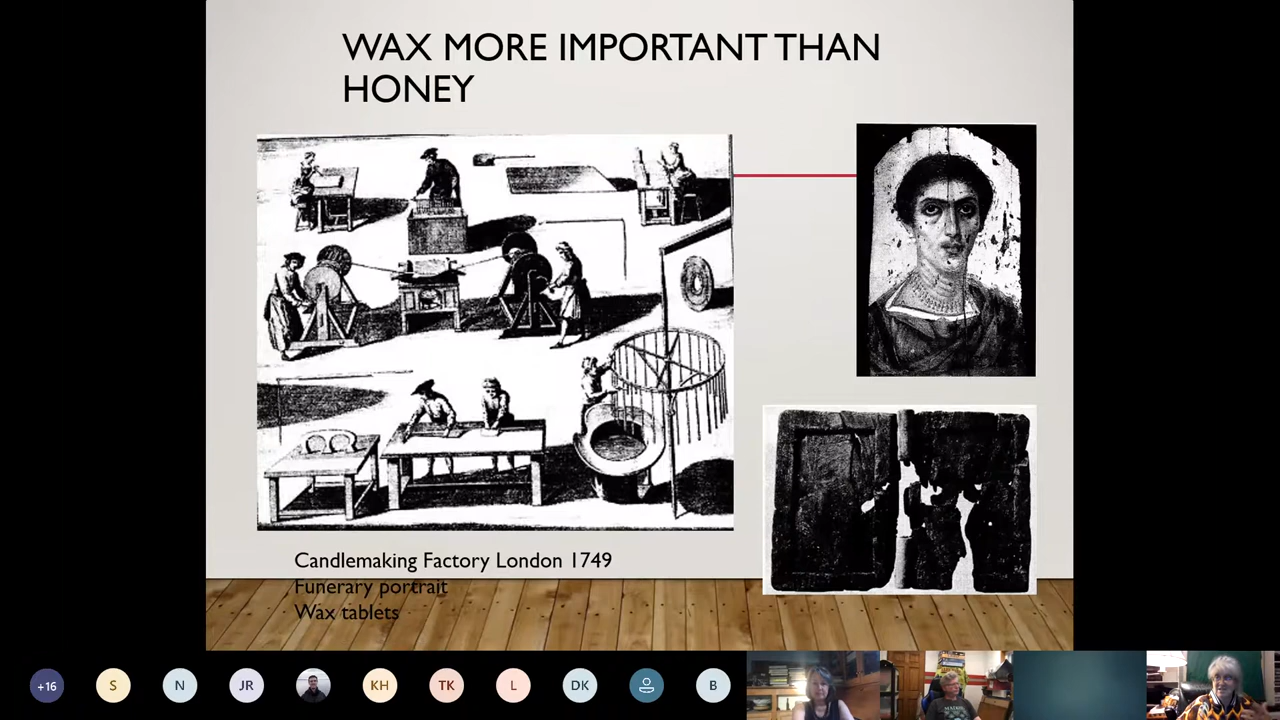 WAX MORE IMPORTANT THAN
HONEY
Candlemaking Factory London 1749
Funerary portrait
Wax tablets
+16
S
N
JR
KH
TK
L
DK
B